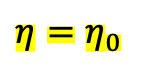 η = η₀